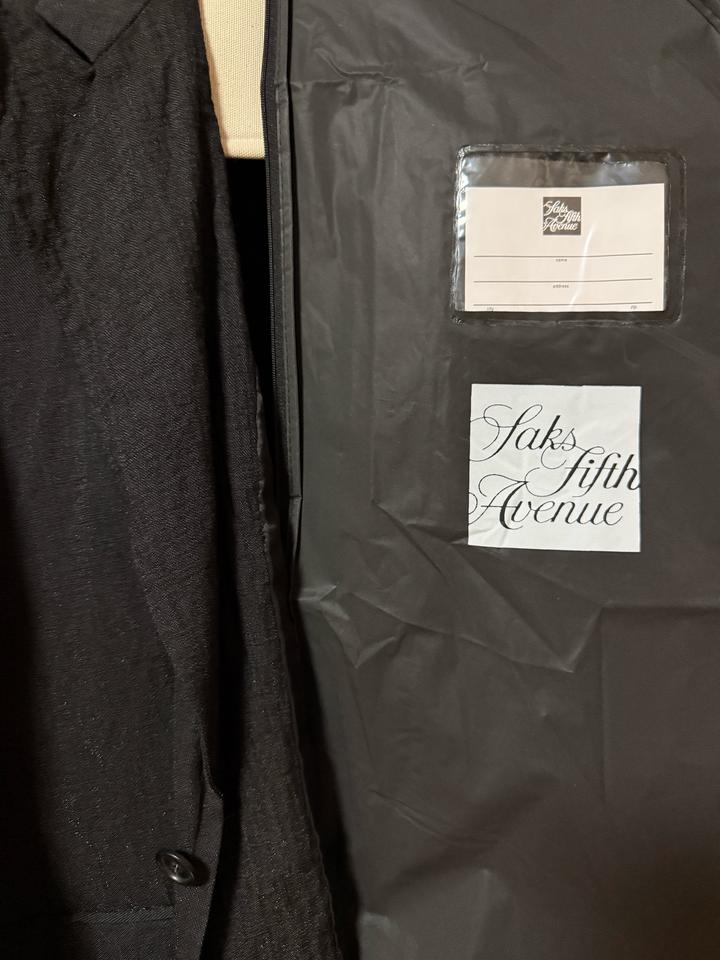 Saks
fifth
Avenue
name
address
city zip
Saks
fifth
Avenue